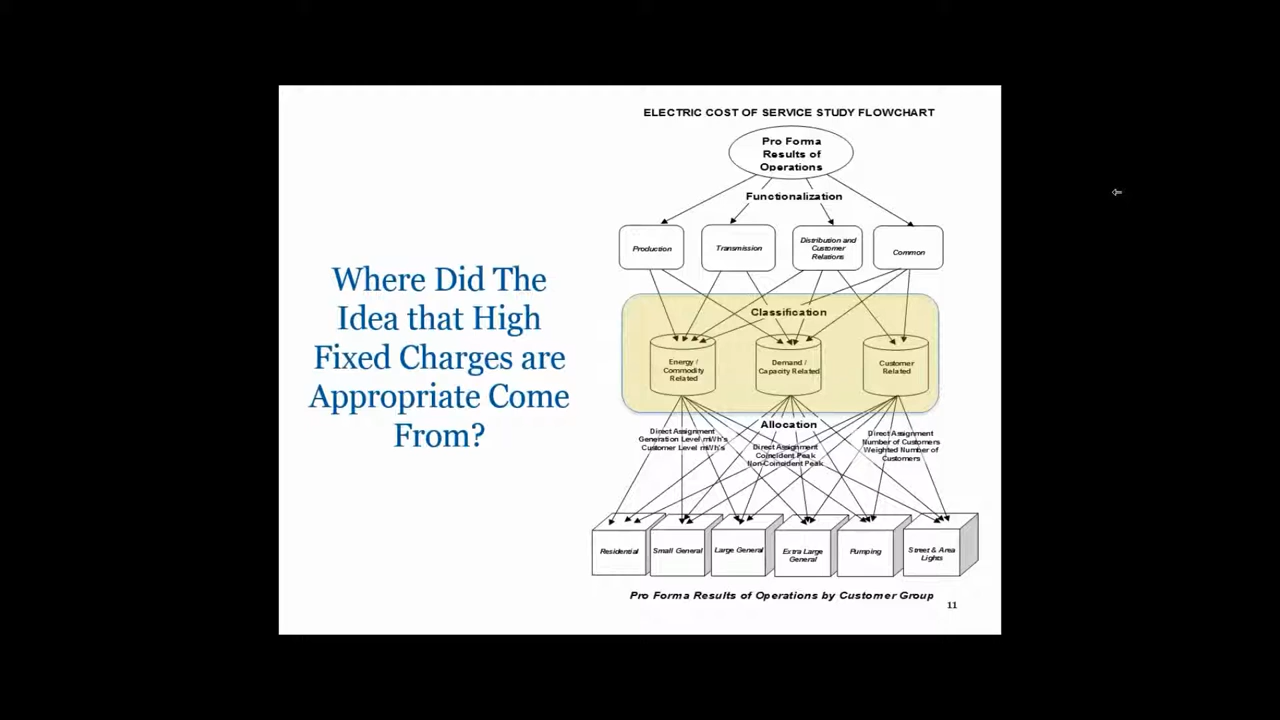 Where Did The
Idea that High
Fixed Charges are
Appropriate Come
From?
ELECTRIC COST OF SERVICE STUDY FLOWCHART
Pro Forma
Results of
Operations
Functionalization
Production
Transmission
Distribution and
Customer
Relations
Common
Classification
Energy /
Commodity
Related
Demand /
Capacity Related
Customer
Related
Allocation
Direct Assignment
Generation Level mWh's
Customer Level mWh's
Direct Assignment
Coincident Peak
Non-Coincident Peak
Direct Assignment
Number of Customers
Weighted Number of
Customers
Residential
Small General
Large General
Extra Large
General
Pumping
Street & Area
Lights
Pro Forma Results of Operations by Customer Group
11